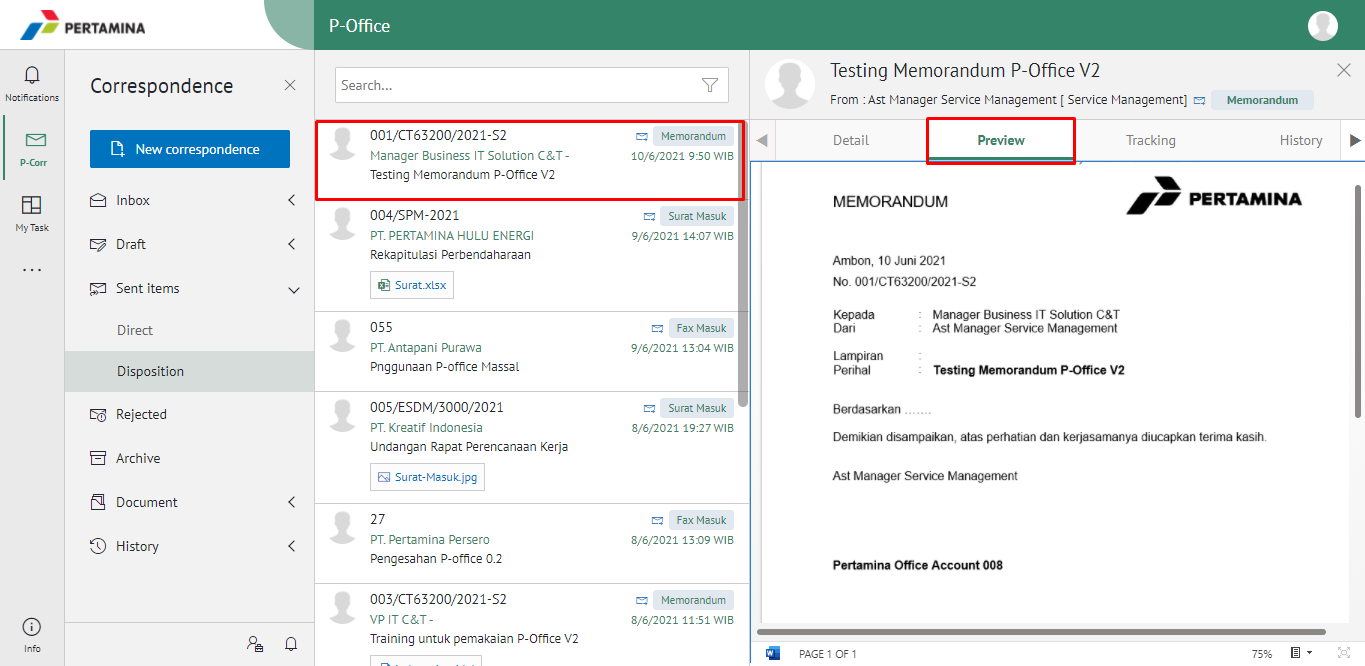 PERTAMINA
P-Office
Notifications
P-Corr
My Task
...
Info
Correspondence
New correspondence
Inbox
Draft
Sent items
Direct
Disposition
Rejected
Archive
Document
History
Search...
001/CT63200/2021-S2
Memorandum
Manager Business IT Solution C&T -
10/6/2021 9:50 WIB
Testing Memorandum P-Office V2
004/SPM-2021
Surat Masuk
PT. PERTAMINA HULU ENERGI
9/6/2021 14:07 WIB
Rekapitulasi Perbendaharaan
Surat.xlsx
055
Fax Masuk
PT. Antapani Purawa
9/6/2021 13:04 WIB
Pnggunaan P-office Massal
005/ESDM/3000/2021
Surat Masuk
PT. Kreatif Indonesia
8/6/2021 19:27 WIB
Undangan Rapat Perencanaan Kerja
Surat-Masuk.jpg
27
Fax Masuk
PT. Pertamina Persero
8/6/2021 13:09 WIB
Pengesahan P-office 0.2
003/CT63200/2021-S2
Memorandum
VP IT C&T -
8/6/2021 11:51 WIB
Training untuk pemakaian P-Office V2
Testing Memorandum P-Office V2
From : Ast Manager Service Management [ Service Management]
Memorandum
Detail
Preview
Tracking
History
MEMORANDUM
PERTAMINA
Ambon, 10 Juni 2021
No. 001/CT63200/2021-S2
Kepada : Manager Business IT Solution C&T
Dari : Ast Manager Service Management
Lampiran :
Perihal : Testing Memorandum P-Office V2
Berdasarkan .......
Demikian disampaikan, atas perhatian dan kerjasamanya diucapkan terima kasih.
Ast Manager Service Management
Pertamina Office Account 008
PAGE 1 OF 1
75%